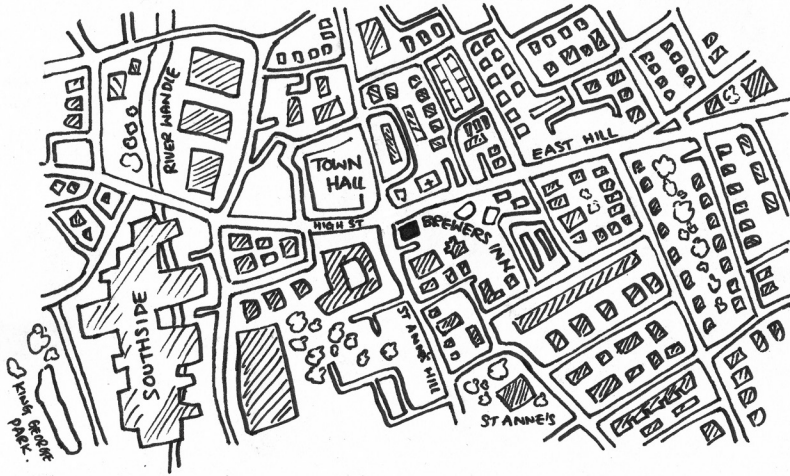 RIVER WANDLE
TOWN
HALL
EAST HILL
HIGH ST
BREWERS INN
SOUTHSIDE
ST ANNE'S HILL
ST ANNE'S
KING GEORGE
PARK.